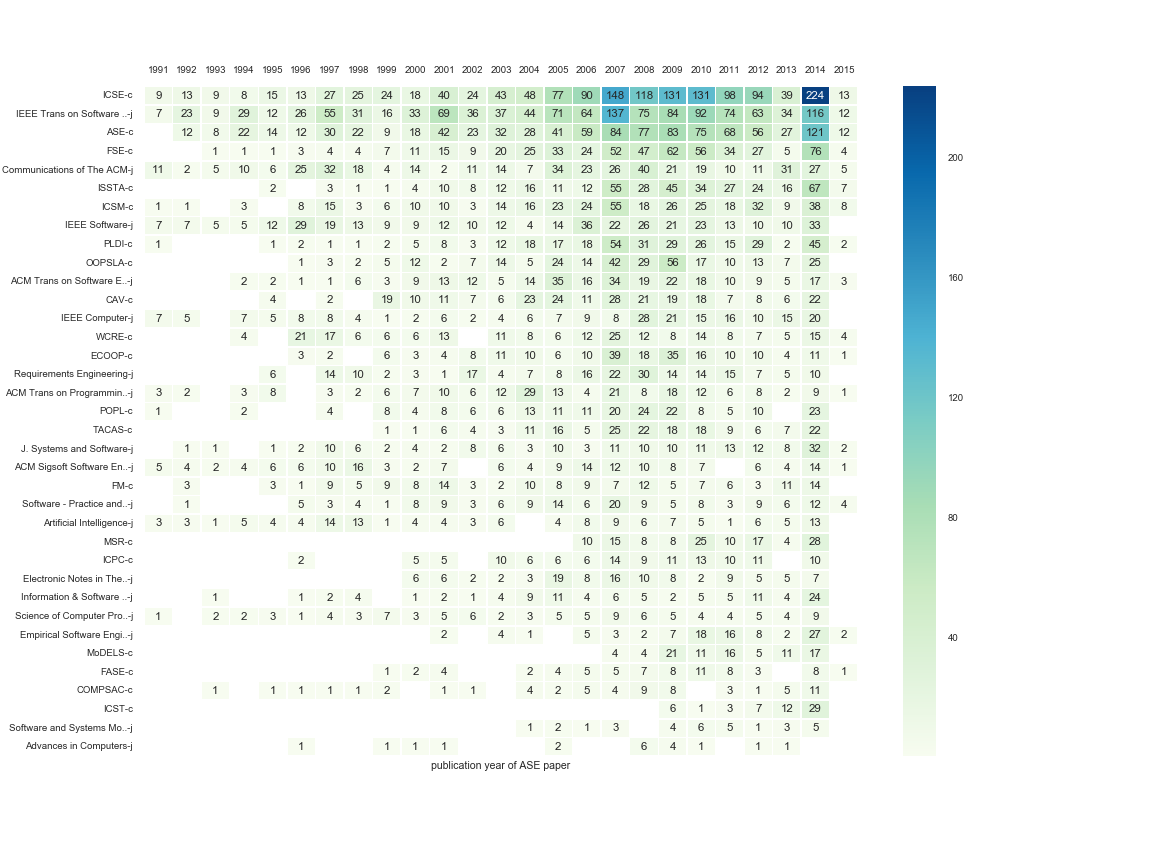 1991 1992 1993 1994 1995 1996 1997 1998 1999 2000 2001 2002 2003 2004 2005 2006 2007 2008 2009 2010 2011 2012 2013 2014 2015
ICSE-c 9 13 9 8 15 13 27 25 24 18 40 24 43 48 77 90 148 118 131 131 98 94 39 224 13
IEEE Trans on Software ..-j 7 23 9 29 12 26 55 31 16 33 69 36 37 44 71 64 137 75 84 92 74 63 34 116 12
ASE-c 12 8 22 14 12 30 22 9 18 42 23 32 28 41 59 84 77 83 75 68 56 27 121 12
FSE-c 1 1 1 3 4 4 7 11 15 9 20 25 33 24 52 47 62 56 34 27 5 76 4
Communications of The ACM-j 11 2 5 10 6 25 32 18 4 14 2 11 14 7 34 23 26 40 21 19 10 11 31 27 5
ISSTA-c 2 3 1 1 4 10 8 12 16 11 12 55 28 45 34 27 24 16 67 7
ICSM-c 1 1 3 8 15 3 6 10 10 3 14 16 23 24 55 18 26 25 18 32 9 38 8
IEEE Software-j 7 7 5 5 12 29 19 13 9 9 12 10 12 4 14 36 22 26 21 23 13 10 10 33
PLDI-c 1 1 2 1 1 2 5 8 3 12 18 17 18 54 31 29 26 15 29 2 45 2
OOPSLA-c 1 3 2 5 12 2 7 14 5 24 14 42 29 56 17 10 13 7 25
ACM Trans on Software E..-j 2 2 1 1 6 3 9 13 12 5 14 35 16 34 19 22 18 10 9 5 17 3
CAV-c 4 2 19 10 11 7 6 23 24 11 28 21 19 18 7 8 6 22
IEEE Computer-j 7 5 7 5 8 8 4 1 2 6 2 4 6 7 9 8 28 21 15 16 10 15 20
WCRE-c 4 21 17 6 6 6 13 11 8 6 12 25 12 8 14 8 7 5 15 4
ECOOP-c 3 2 6 3 4 8 11 10 6 10 39 18 35 16 10 10 4 11 1
Requirements Engineering-j 6 14 10 2 3 1 17 4 7 8 16 22 30 14 14 15 7 5 10
ACM Trans on Programmin..-j 3 2 3 8 3 2 6 7 10 6 12 29 13 4 21 8 18 12 6 8 2 9 1
POPL-c 1 2 4 8 4 8 6 6 13 11 11 20 24 22 8 5 10 23
TACAS-c 1 1 6 4 3 11 16 5 25 22 18 18 9 6 7 22
J. Systems and Software-j 1 1 1 2 10 6 2 4 2 8 6 3 10 3 11 10 10 11 13 12 8 32 2
ACM Sigsoft Software En..-j 5 4 2 4 6 6 10 16 3 2 7 6 4 9 14 12 10 8 7 6 4 14 1
FM-c 3 3 1 9 5 9 8 14 3 2 10 8 9 7 12 5 7 6 3 11 14
Software - Practice and..-j 1 5 3 4 1 8 9 3 6 9 14 6 20 9 5 8 3 9 6 12 4
Artificial Intelligence-j 3 3 1 5 4 4 14 13 1 4 4 3 6 4 8 9 6 7 5 1 6 5 13
MSR-c 10 15 8 8 25 10 17 4 28
ICPC-c 2 5 5 10 6 6 6 14 9 11 13 10 11 10
Electronic Notes in The..-j 6 6 2 2 3 19 8 16 10 8 2 9 5 5 7
Information & Software ..-j 1 1 2 4 1 2 1 4 9 11 4 6 5 2 5 5 11 4 24
Science of Computer Pro..-j 1 2 2 3 1 4 3 7 3 5 6 2 3 5 5 9 6 5 4 4 5 4 9
Empirical Software Engi..-j 2 4 1 5 3 2 7 18 16 8 2 27 2
MoDELS-c 4 4 21 11 16 5 11 17
FASE-c 1 2 4 2 4 5 5 7 8 11 8 3 8 1
COMPSAC-c 1 1 1 1 1 2 1 1 4 2 5 4 9 8 3 1 5 11
ICST-c 6 1 3 7 12 29
Software and Systems Mo..-j 1 2 1 3 4 6 5 1 3 5
Advances in Computers-j 1 1 1 1 2 6 4 1 1 1
publication year of ASE paper
200
160
120
80
40